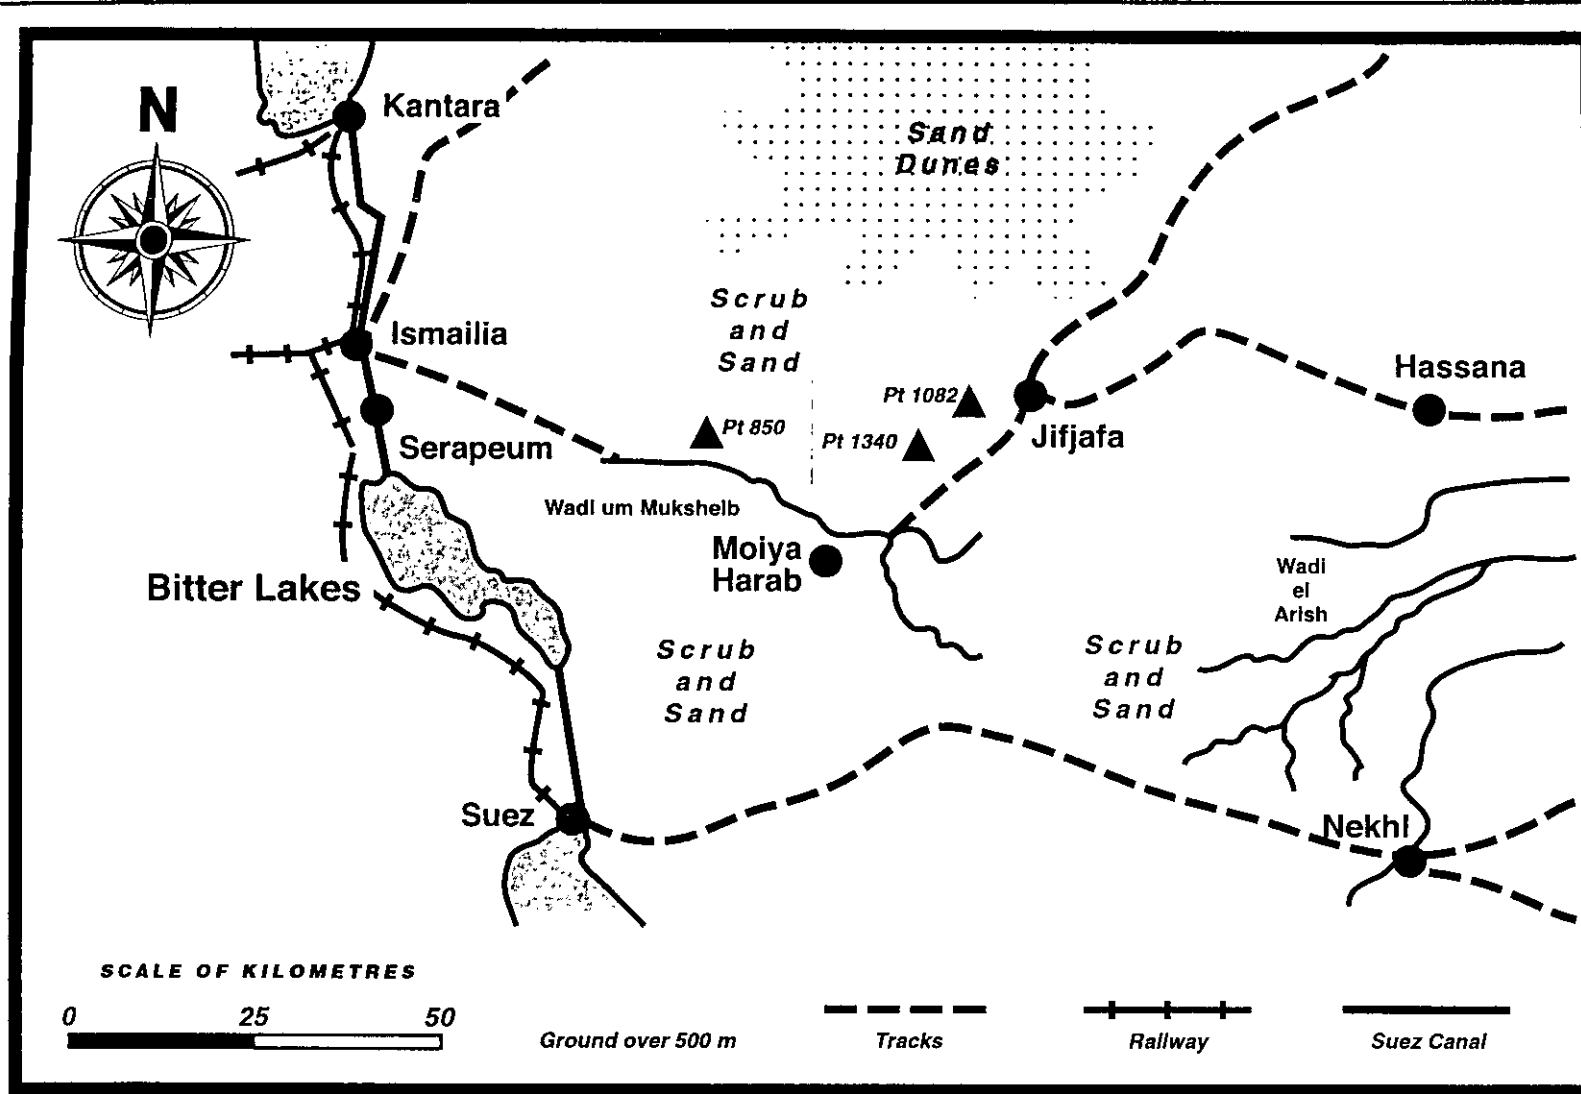 N
Kantara
Sand
Dunes
Ismailia
Scrub
and
Sand
Hassana
Pt 1082
Serapeum
Pt 850
Pt 1340
Jifjafa
Wadi um Muksheib
Moiya
Harab
Bitter Lakes
Wadi
el
Arish
Scrub
and
Sand
Scrub
and
Sand
Suez
Nekhl
SCALE OF KILOMETRES
0 25 50
Ground over 500 m
Tracks
Railway
Suez Canal